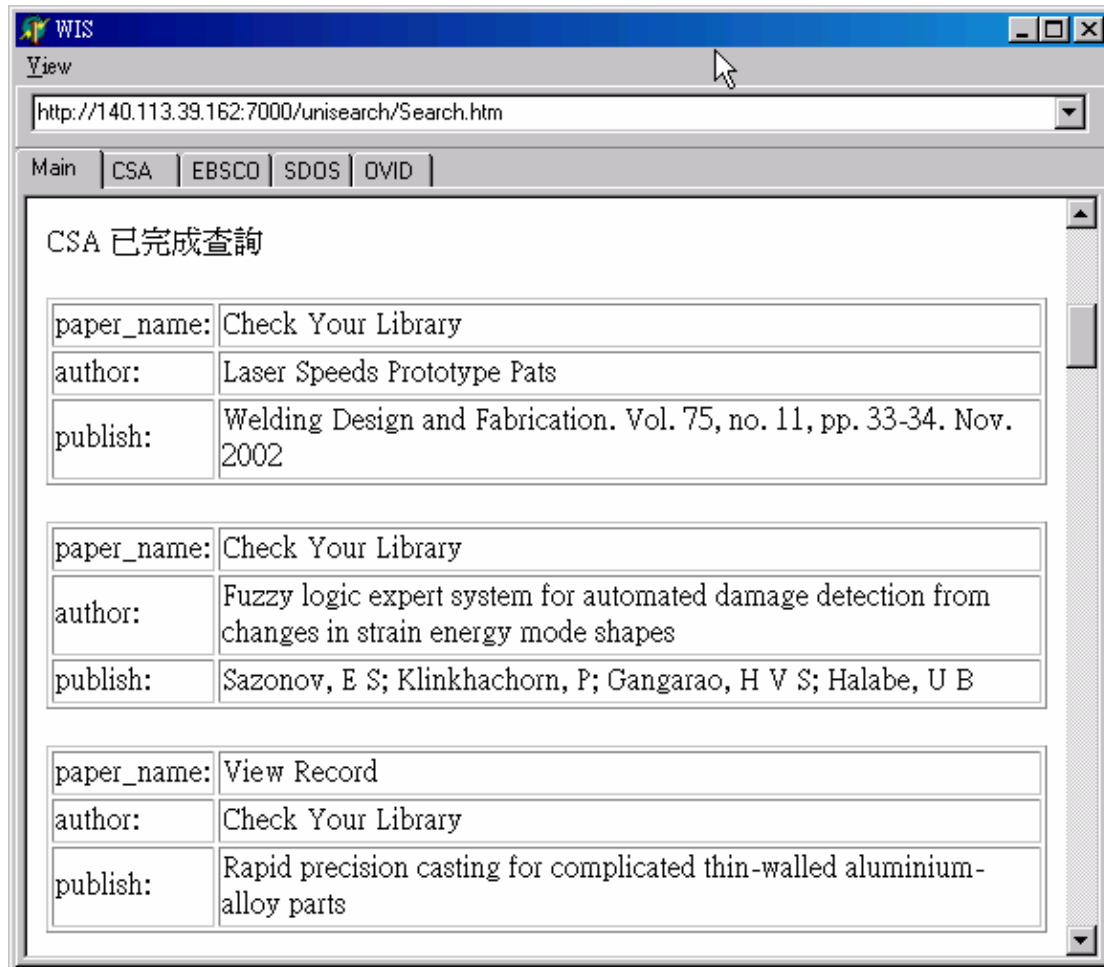 WIS
View
http://140.113.39.162:7000/unisearch/Search.htm
Main CSA EBSCO SDOS OVID
CSA 已完成查詢
paper_name: Check Your Library
author: Laser Speeds Prototype Pats
publish: Welding Design and Fabrication. Vol. 75, no. 11, pp. 33-34. Nov.
2002
paper_name: Check Your Library
author: Fuzzy logic expert system for automated damage detection from
changes in strain energy mode shapes
publish: Sazonov, E S; Klinkhachorn, P; Gangarao, H V S; Halabe, U B
paper_name: View Record
author: Check Your Library
publish: Rapid precision casting for complicated thin-walled aluminium-
alloy parts